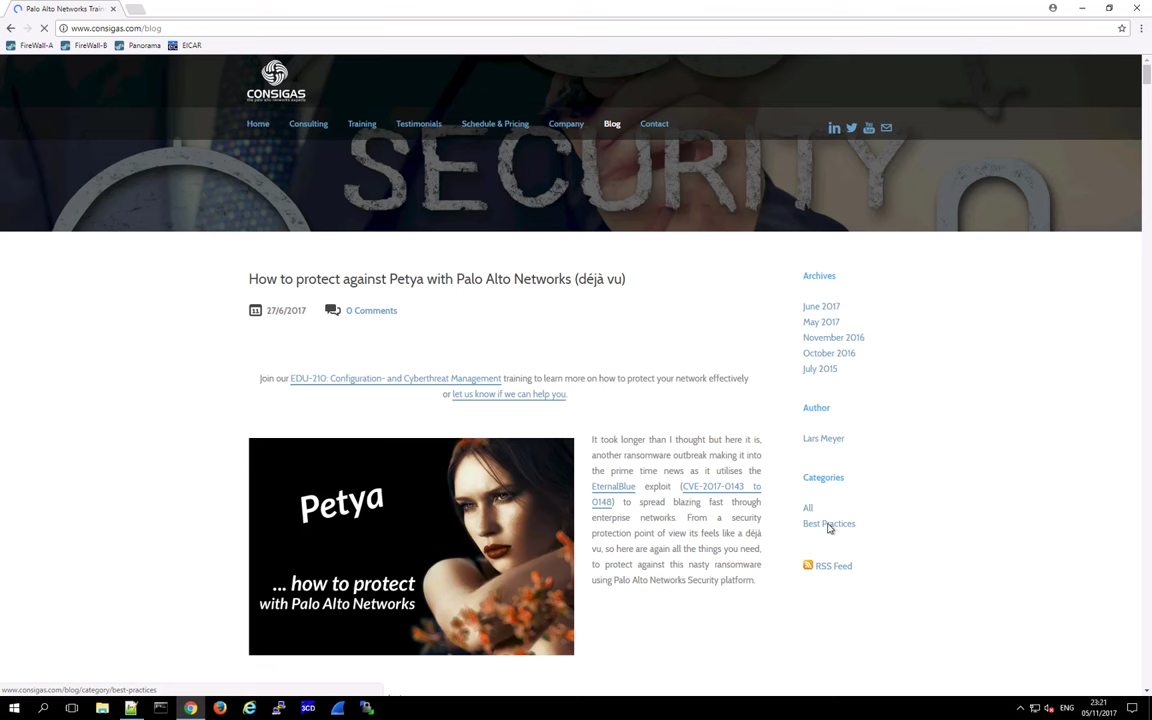 Palo Alto Networks Train
www.consigas.com/blog
FireWall-A FireWall-B Panorama EICAR
CONSIGAS
the palo alto networks experts
Home Consulting Training Testimonials Schedule & Pricing Company Blog Contact
SECURITY
How to protect against Petya with Palo Alto Networks (déjà vu)
27/6/2017 0 Comments
Join our EDU-210: Configuration- and Cyberthreat Management training to learn more on how to protect your network effectively
or let us know if we can help you.
Petya
... how to protect
with Palo Alto Networks
It took longer than I thought but here it is,
another ransomware outbreak making it into
the prime time news as it utilises the
EternalBlue exploit (CVE-2017-0143 to
0148) to spread blazing fast through
enterprise networks. From a security
protection point of view its feels like a déjà
vu, so here are again all the things you need,
to protect against this nasty ransomware
using Palo Alto Networks Security platform.
Archives
June 2017
May 2017
November 2016
October 2016
July 2015
Author
Lars Meyer
Categories
All
Best Practices
RSS Feed
www.consigas.com/blog/category/best-practices
3CD
ENG
23:21
05/11/2017